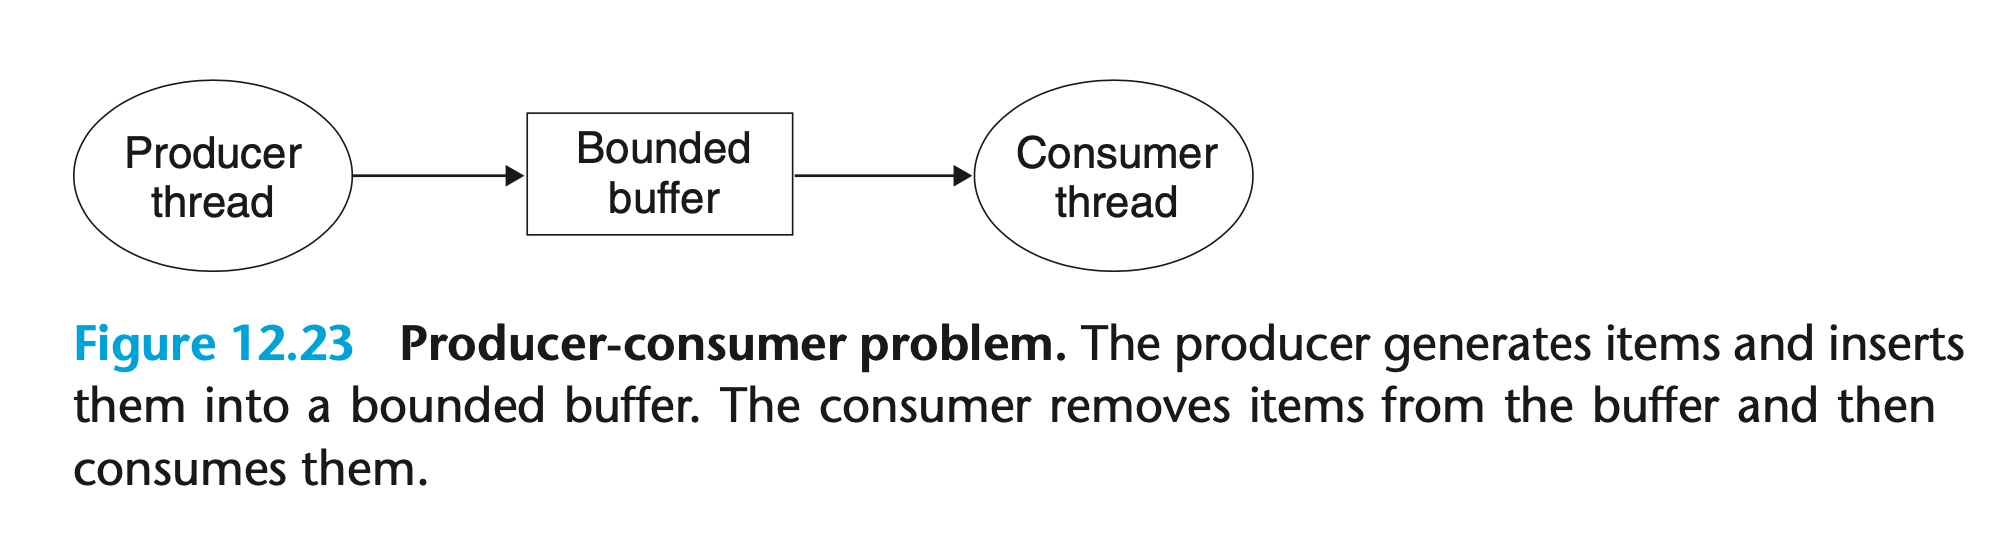 Producer
thread
Bounded
buffer
Consumer
thread
Figure 12.23 Producer-consumer problem. The producer generates items and inserts
them into a bounded buffer. The consumer removes items from the buffer and then
consumes them.